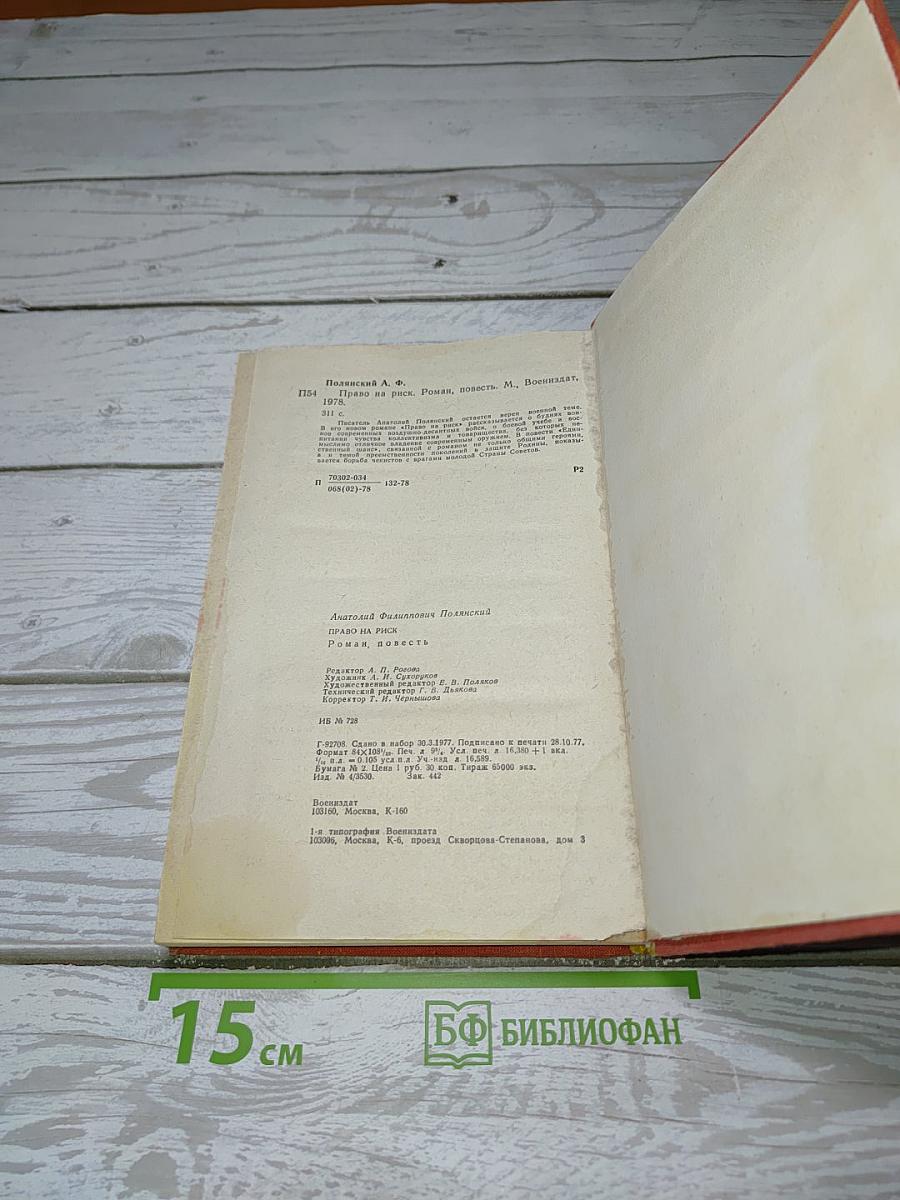 Полянский А. Ф.
П54 Право на риск. Роман, повесть. М., Воениздат,
1978.
311 с.
Писатель Анатолий Полянский остается верен военной теме.
В его новом романе «Право на риск» рассказывается о буднях вои-
нов современных воздушно-десантных войск, о боевой учебе и вос-
питании чувства коллективизма и товарищества, без которых не-
мыслимо отличное владение современным оружием. В повести «Един-
ственный шанс», связанной с романом не только общими героями,
а и темой преемственности поколений в защите Родины, показы-
вается борьба чекистов с врагами молодой Страны Советов.
П 70302-034
068(02)-78 132-78
Р2
Анатолий Филиппович Полянский
ПРАВО НА РИСК
Роман, повесть
Редактор А. П. Рогова
Художник А. И. Сухоруков
Художественный редактор Е. В. Поляков
Технический редактор Г. В. Дьякова
Корректор Т. И. Чернышова
ИБ № 728
Г-92708. Сдано в набор 30.3.1977. Подписано к печати 28.10.77.
Формат 84×108¹/₃₂. Печ. л. 9³/₄. Усл. печ. л. 16,380 + 1 вкл.
¹/₁₆ п.л. = 0.105 усл.п.л. Уч.-изд. л. 16,589.
Бумага № 2. Цена 1 руб. 30 коп. Тираж 65000 экз.
Изд. № 4/3530. Зак. 442
Воениздат
103160, Москва, К-160
1-я типография Воениздата
103006, Москва, К-6, проезд Скворцова-Степанова, дом 3
15 см
БФ БИБЛИОФАН